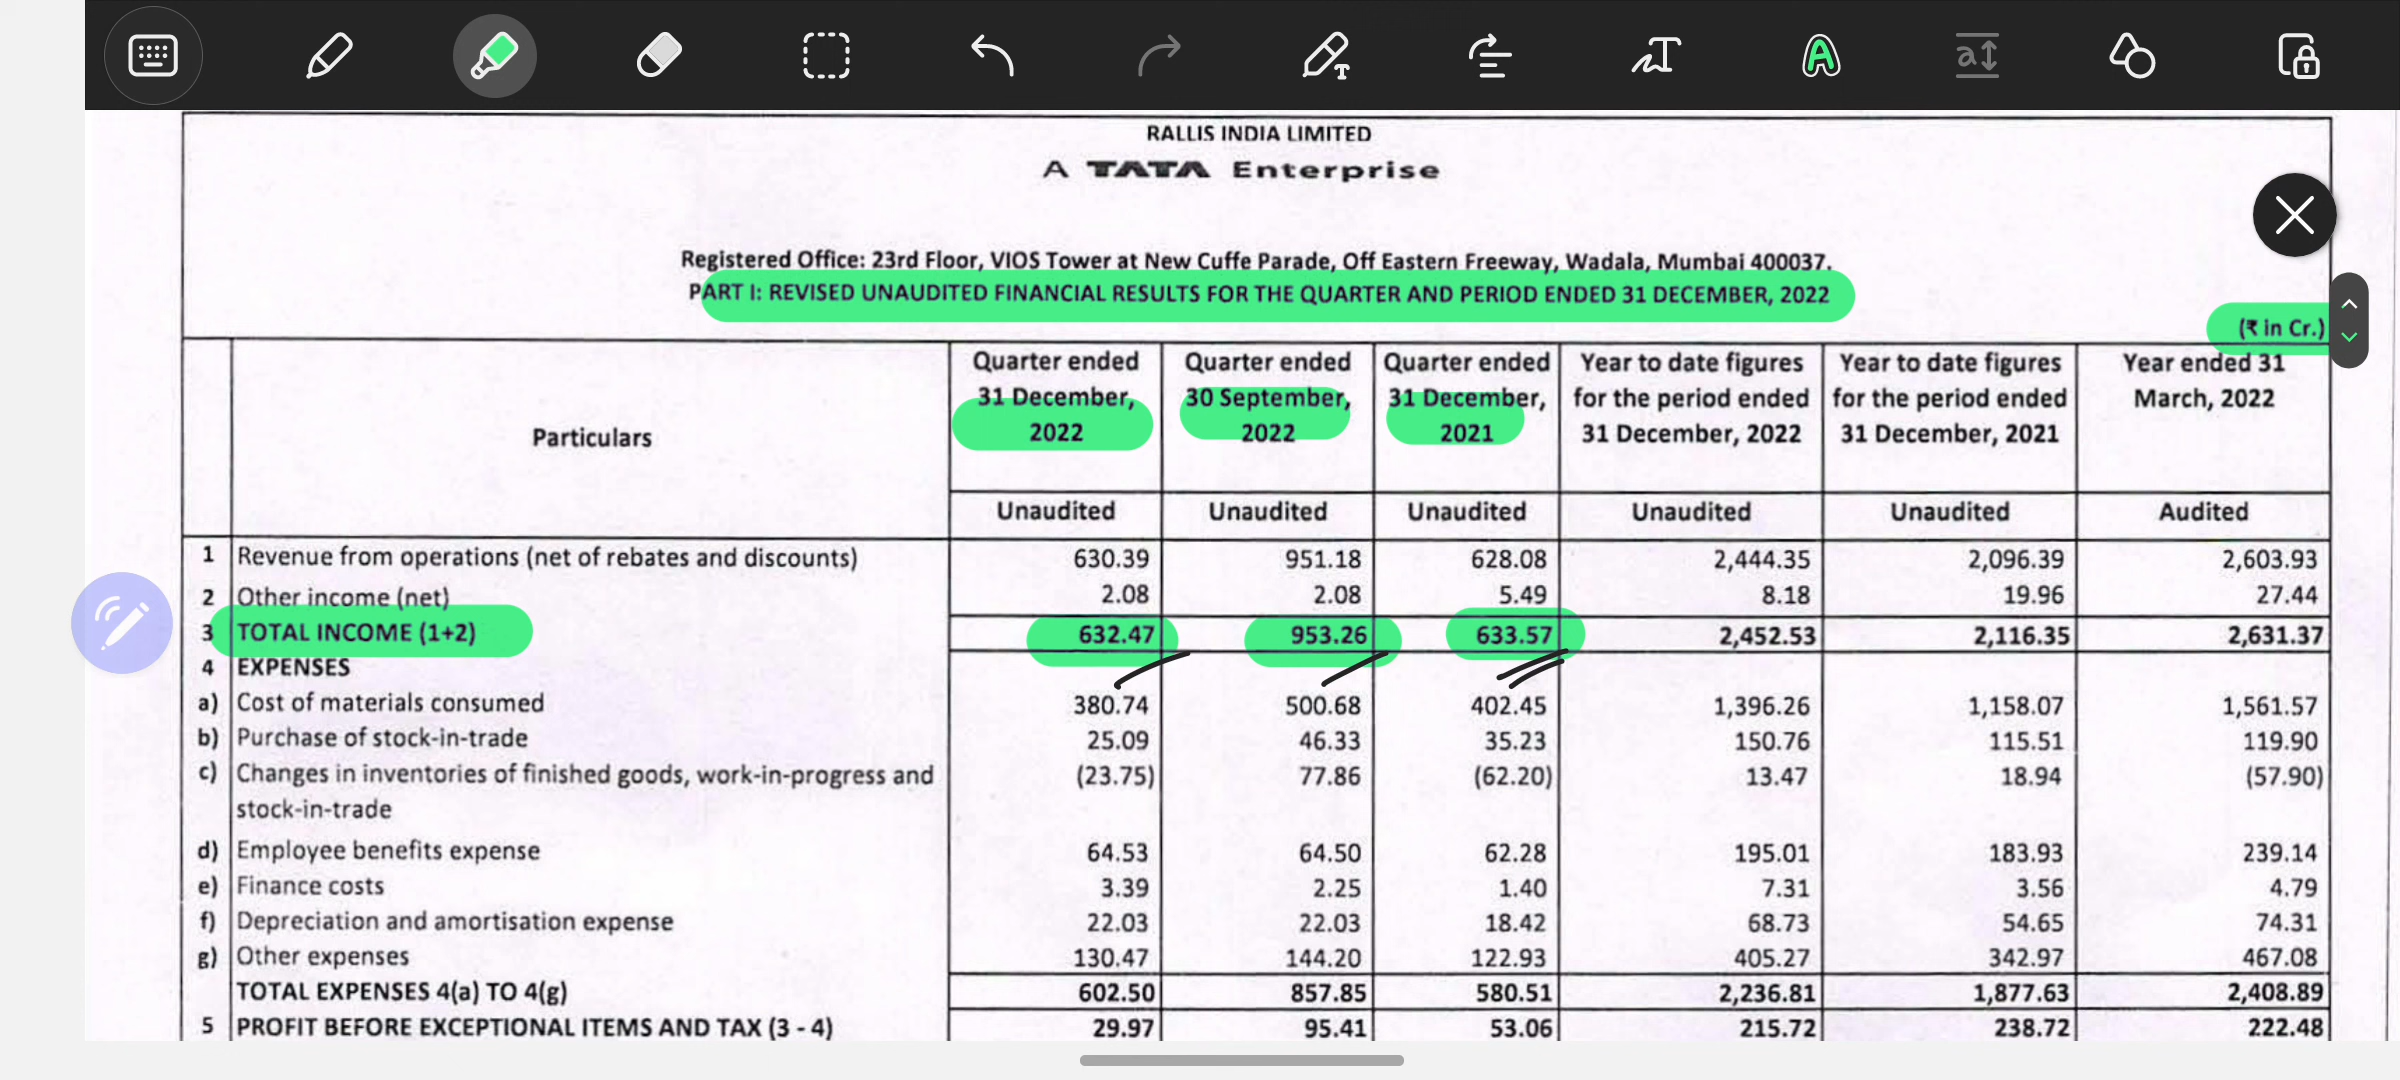 RALLIS INDIA LIMITED
A TATA Enterprise
Registered Office: 23rd Floor, VIOS Tower at New Cuffe Parade, Off Eastern Freeway, Wadala, Mumbai 400037.
PART I: REVISED UNAUDITED FINANCIAL RESULTS FOR THE QUARTER AND PERIOD ENDED 31 DECEMBER, 2022
(₹ in Cr.)
Particulars | Quarter ended 31 December, 2022 | Quarter ended 30 September, 2022 | Quarter ended 31 December, 2021 | Year to date figures for the period ended 31 December, 2022 | Year to date figures for the period ended 31 December, 2021 | Year ended 31 March, 2022
Unaudited | Unaudited | Unaudited | Unaudited | Unaudited | Audited
1 Revenue from operations (net of rebates and discounts) 630.39 951.18 628.08 2,444.35 2,096.39 2,603.93
2 Other income (net) 2.08 2.08 5.49 8.18 19.96 27.44
3 TOTAL INCOME (1+2) 632.47 953.26 633.57 2,452.53 2,116.35 2,631.37
4 EXPENSES
a) Cost of materials consumed 380.74 500.68 402.45 1,396.26 1,158.07 1,561.57
b) Purchase of stock-in-trade 25.09 46.33 35.23 150.76 115.51 119.90
c) Changes in inventories of finished goods, work-in-progress and (23.75) 77.86 (62.20) 13.47 18.94 (57.90)
stock-in-trade
d) Employee benefits expense 64.53 64.50 62.28 195.01 183.93 239.14
e) Finance costs 3.39 2.25 1.40 7.31 3.56 4.79
f) Depreciation and amortisation expense 22.03 22.03 18.42 68.73 54.65 74.31
g) Other expenses 130.47 144.20 122.93 405.27 342.97 467.08
TOTAL EXPENSES 4(a) TO 4(g) 602.50 857.85 580.51 2,236.81 1,877.63 2,408.89
5 PROFIT BEFORE EXCEPTIONAL ITEMS AND TAX (3 - 4) 29.97 95.41 53.06 215.72 238.72 222.48